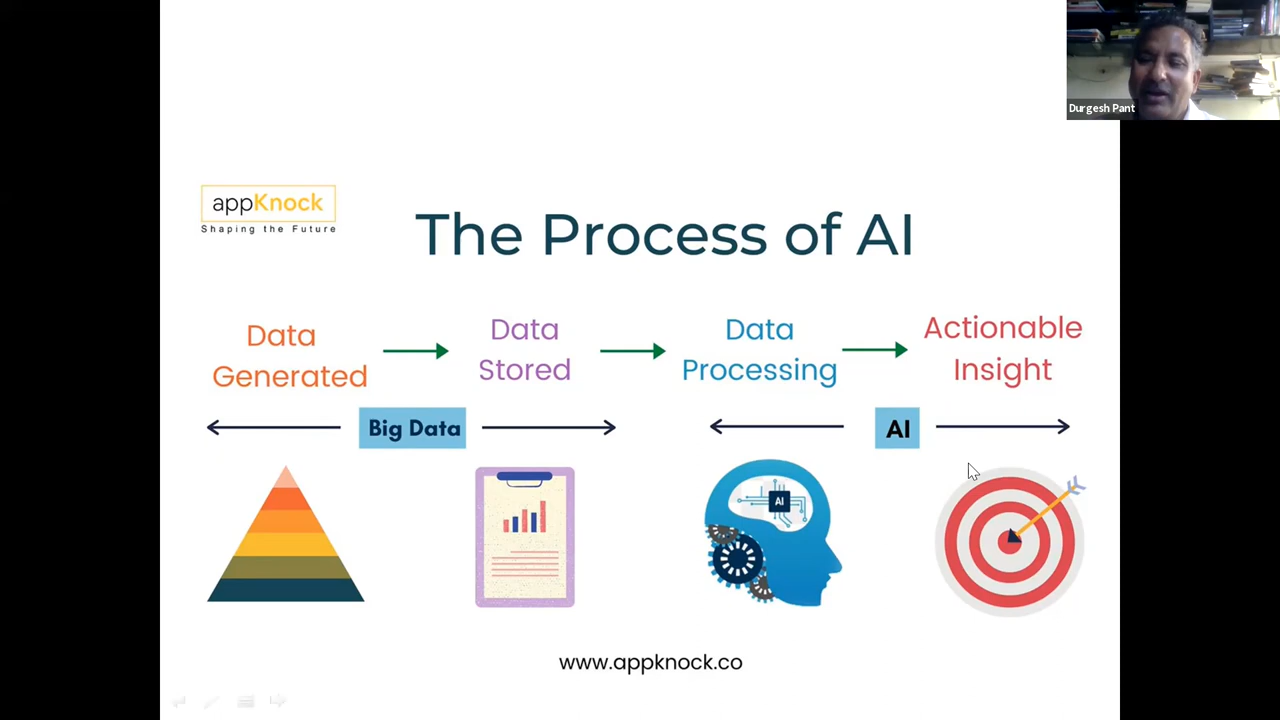 Durgesh Pant
appKnock
Shaping the Future
The Process of AI
Data
Generated
Data
Stored
Data
Processing
Actionable
Insight
Big Data
AI
AI
www.appknock.co